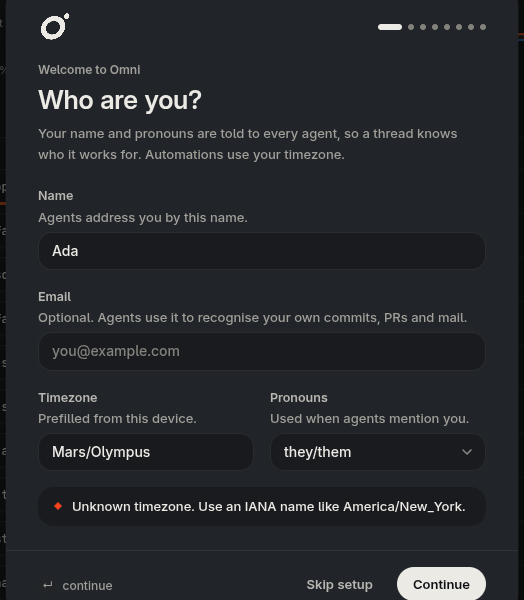 Welcome to Omni
Who are you?
Your name and pronouns are told to every agent, so a thread knows
who it works for. Automations use your timezone.
Name
Agents address you by this name.
Ada
Email
Optional. Agents use it to recognise your own commits, PRs and mail.
you@example.com
Timezone
Pronouns
Prefilled from this device.
Used when agents mention you.
Mars/Olympus
they/them
Unknown timezone. Use an IANA name like America/New_York.
continue
Skip setup
Continue